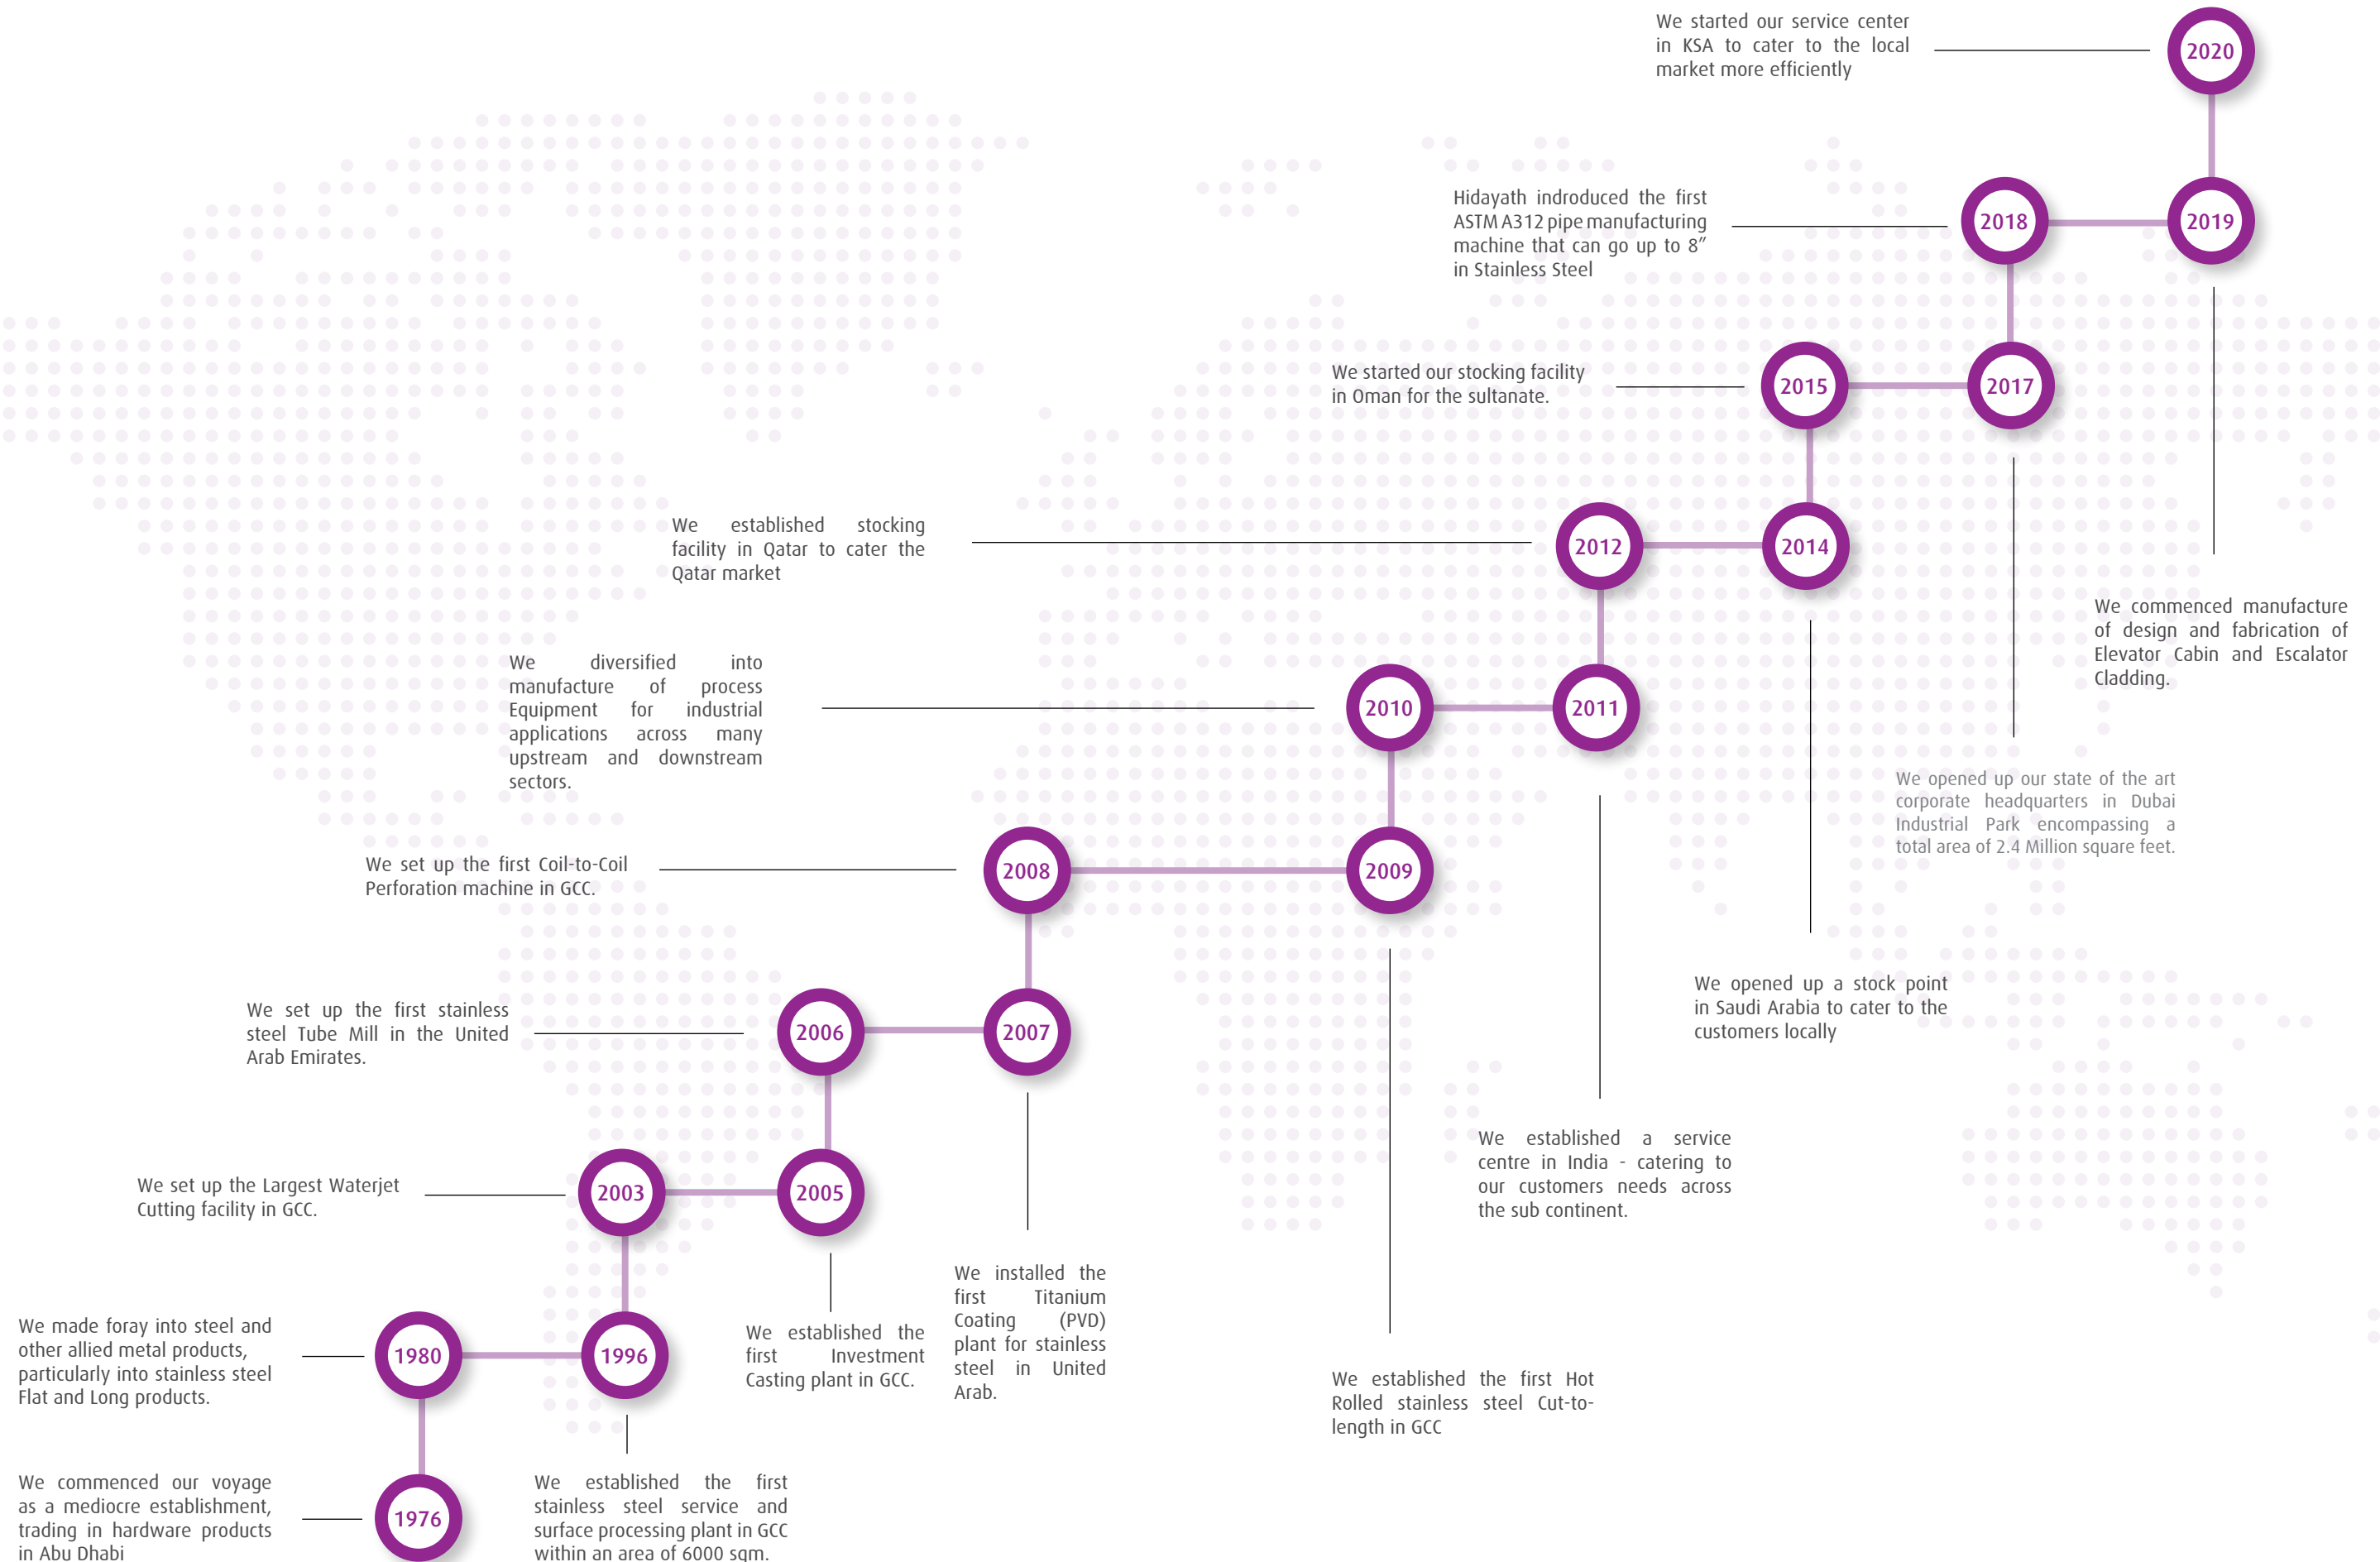 We started our service center
in KSA to cater to the local
market more efficiently
2020
Hidayath indroduced the first
ASTM A312 pipe manufacturing
machine that can go up to 8″
in Stainless Steel
2018
2019
We started our stocking facility
in Oman for the sultanate.
2015
2017
We established stocking
facility in Qatar to cater the
Qatar market
2012
2014
We commenced manufacture
of design and fabrication of
Elevator Cabin and Escalator
Cladding.
We diversified into
manufacture of process
Equipment for industrial
applications across many
upstream and downstream
sectors.
2010
2011
We opened up our state of the art
corporate headquarters in Dubai
Industrial Park encompassing a
total area of 2.4 Million square feet.
We set up the first Coil-to-Coil
Perforation machine in GCC.
2008
2009
We opened up a stock point
in Saudi Arabia to cater to the
customers locally
We set up the first stainless
steel Tube Mill in the United
Arab Emirates.
2006
2007
We established a service
centre in India - catering to
our customers needs across
the sub continent.
We set up the Largest Waterjet
Cutting facility in GCC.
2003
2005
We installed the
first Titanium
Coating (PVD)
plant for stainless
steel in United
Arab.
We established the
first Investment
Casting plant in GCC.
We established the first Hot
Rolled stainless steel Cut-to-
length in GCC
We made foray into steel and
other allied metal products,
particularly into stainless steel
Flat and Long products.
1980
1996
We commenced our voyage
as a mediocre establishment,
trading in hardware products
in Abu Dhabi
1976
We established the first
stainless steel service and
surface processing plant in GCC
within an area of 6000 sqm.